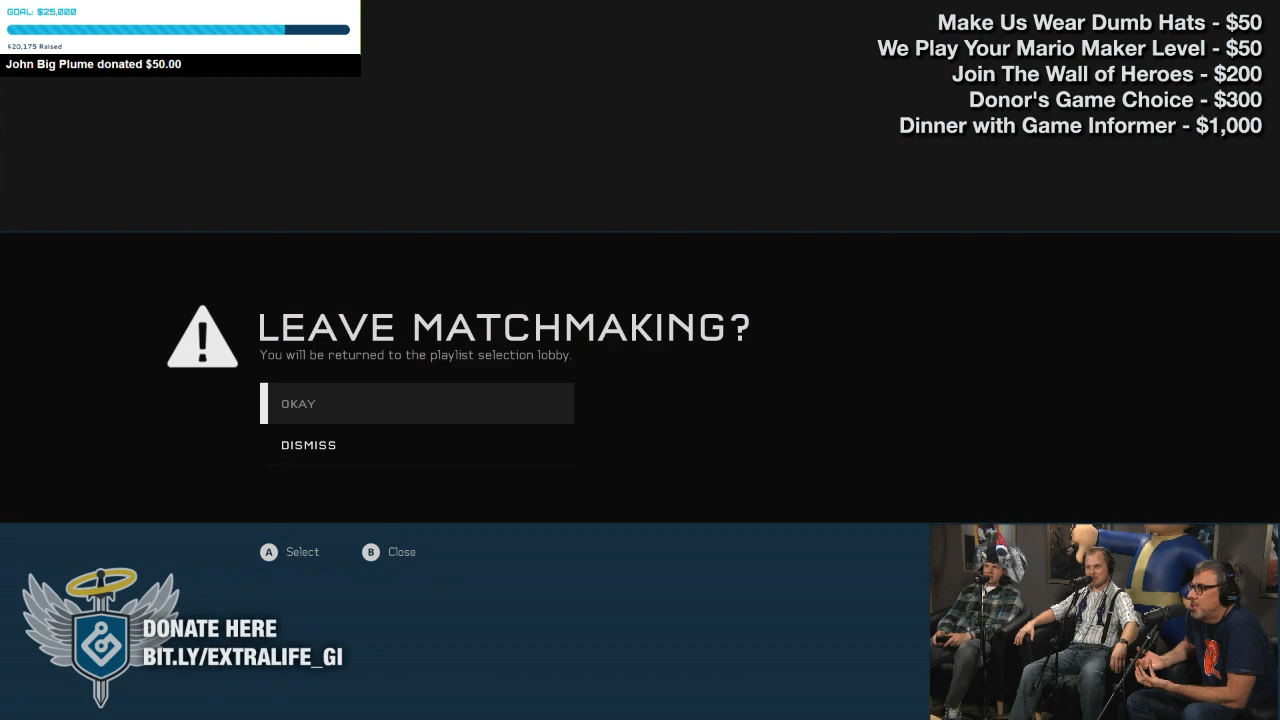 GOAL: $25,000
$20,175 Raised
John Big Plume donated $50.00
Make Us Wear Dumb Hats - $50
We Play Your Mario Maker Level - $50
Join The Wall of Heroes - $200
Donor's Game Choice - $300
Dinner with Game Informer - $1,000
LEAVE MATCHMAKING?
You will be returned to the playlist selection lobby.
OKAY
DISMISS
A Select B Close
DONATE HERE
BIT.LY/EXTRALIFE_GI